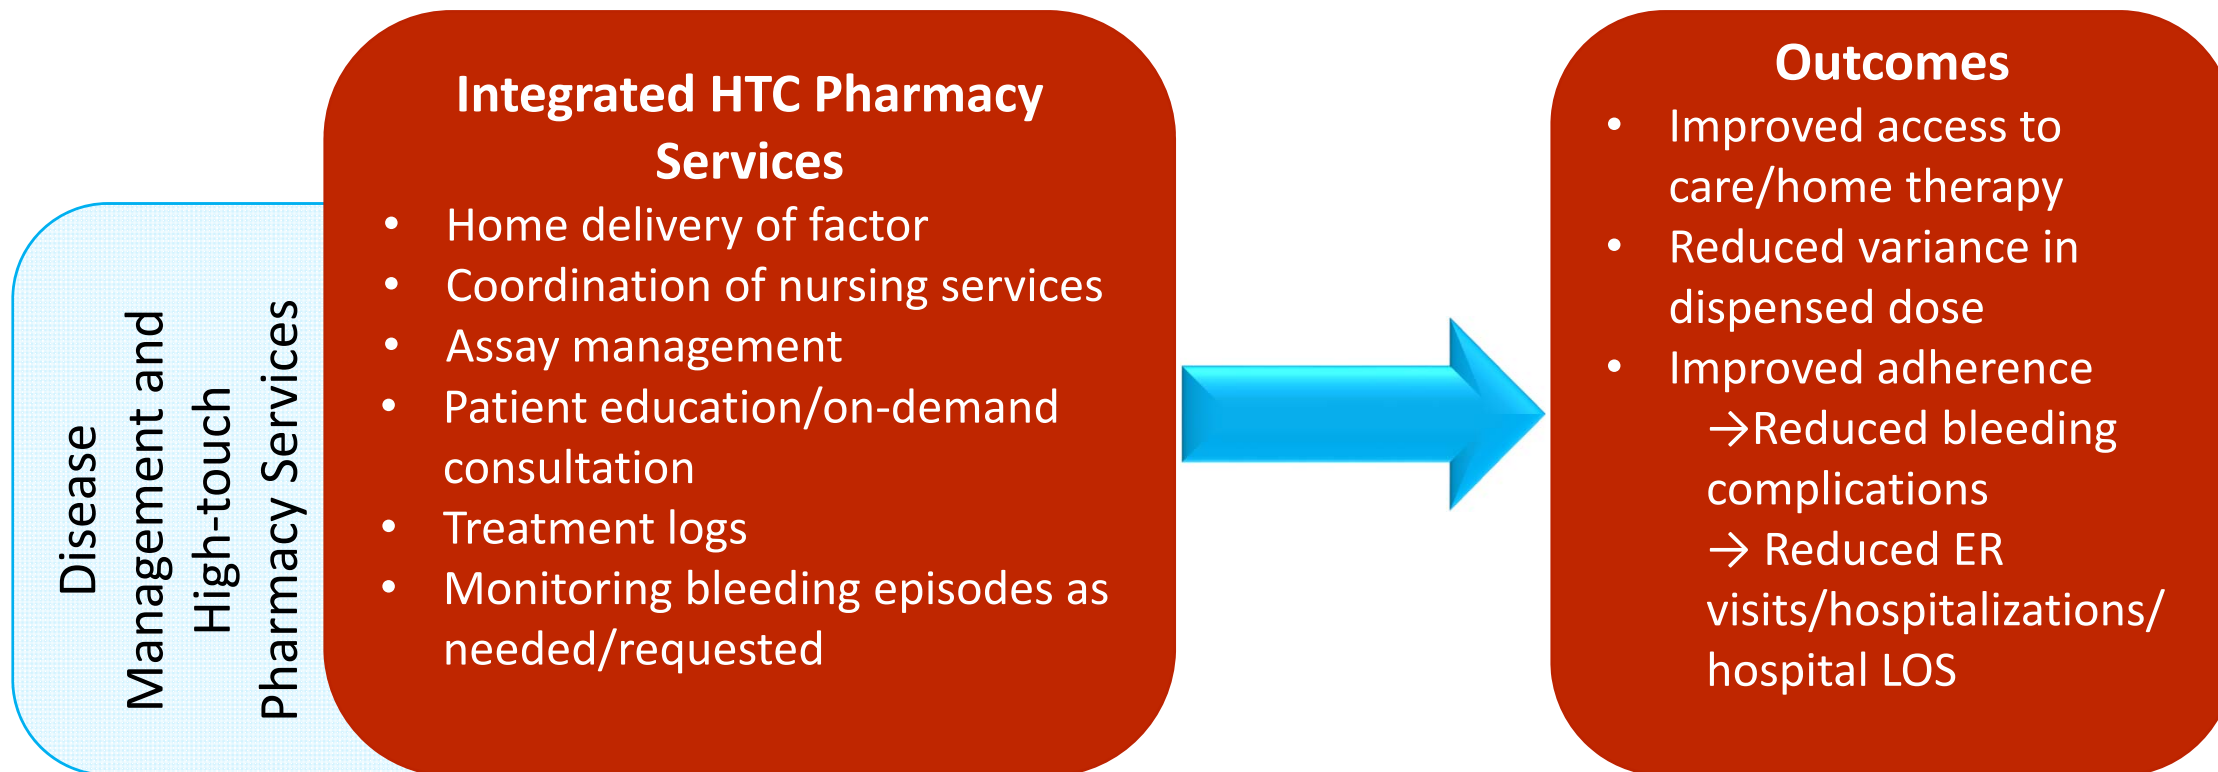 Disease
Management and
High-touch
Pharmacy Services
Integrated HTC Pharmacy
Services
• Home delivery of factor
• Coordination of nursing services
• Assay management
• Patient education/on-demand
consultation
• Treatment logs
• Monitoring bleeding episodes as
needed/requested
Outcomes
• Improved access to
care/home therapy
• Reduced variance in
dispensed dose
• Improved adherence
→Reduced bleeding
complications
→ Reduced ER
visits/hospitalizations/
hospital LOS